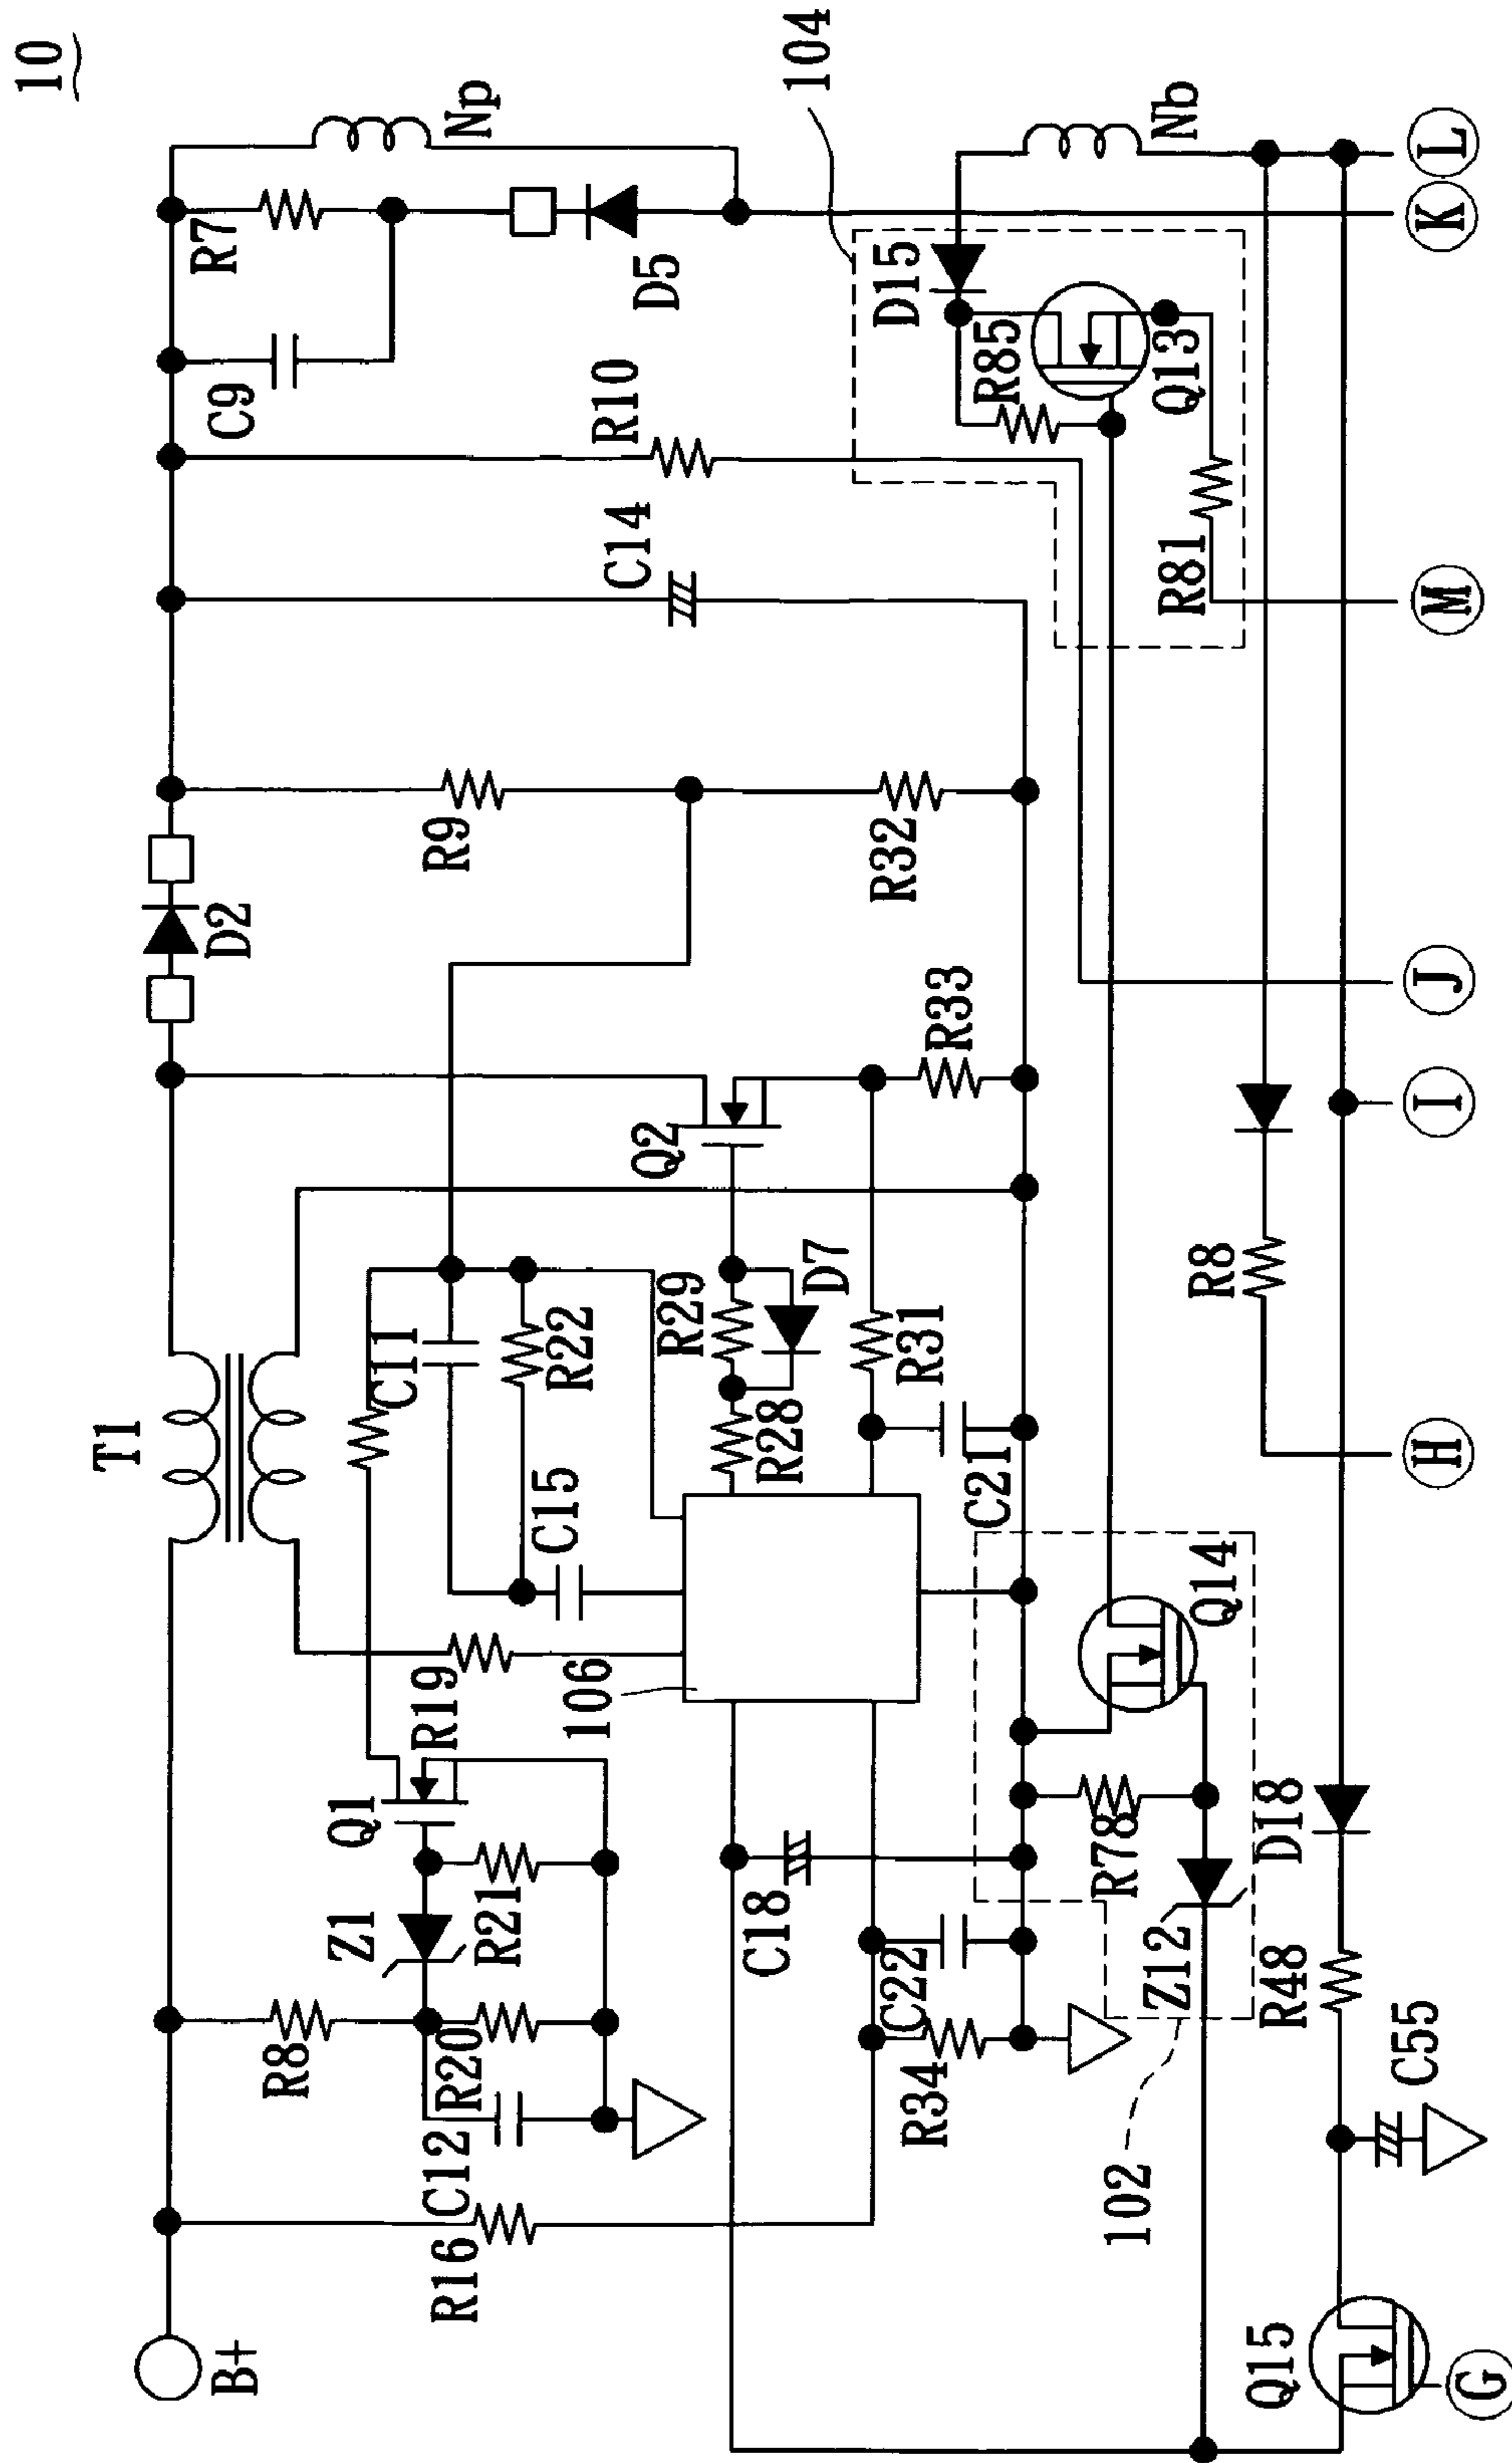 10
T1
B+
R16
C12
R20
R8
Z1
R21
Q1
R19
106
C11
R22
C15
R29
R28
D7
Q2
R31
C21
R33
D2
R9
R32
C14
R10
C9
R7
D5
Np
104
D15
R85
Q13
R81
Nb
C18
C22
R34
102
Z12
R78
Q14
R8
D18
R48
C55
Q15
G
H
I
J
M
K
L